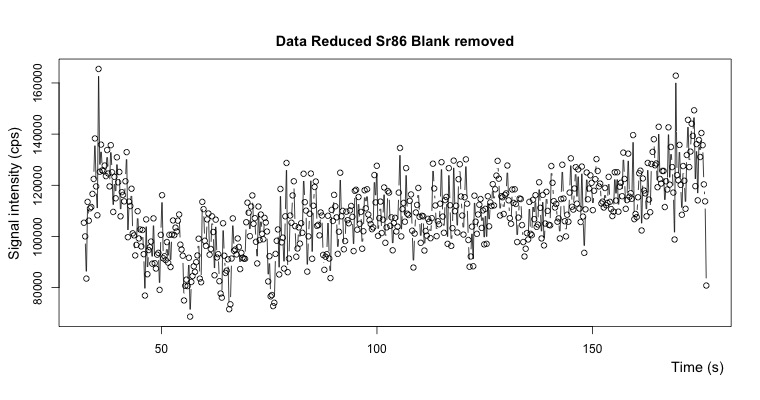 Data Reduced Sr86 Blank removed
Signal intensity (cps)
160000
140000
120000
100000
80000
50 100 150
Time (s)